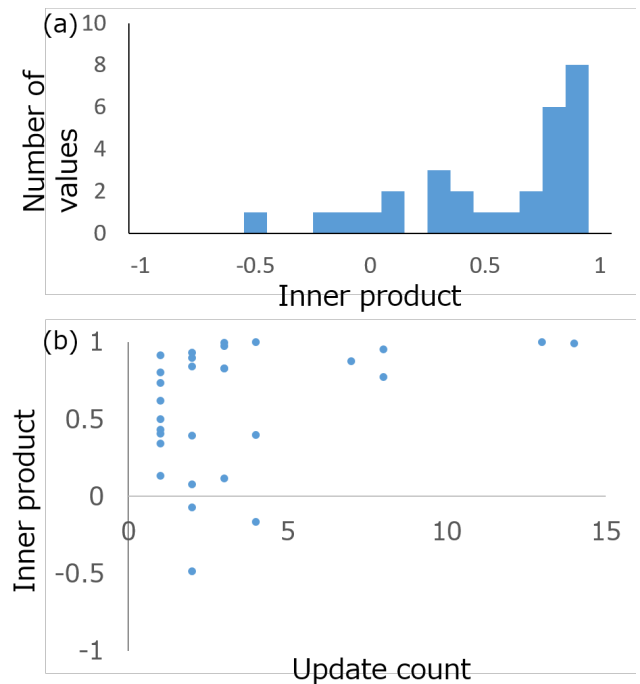 (a)
10
8
6
4
2
0
Number of
values
-1 -0.5 0 0.5 1
Inner product
(b)
1
0.5
0
-0.5
-1
Inner product
0 5 10 15
Update count